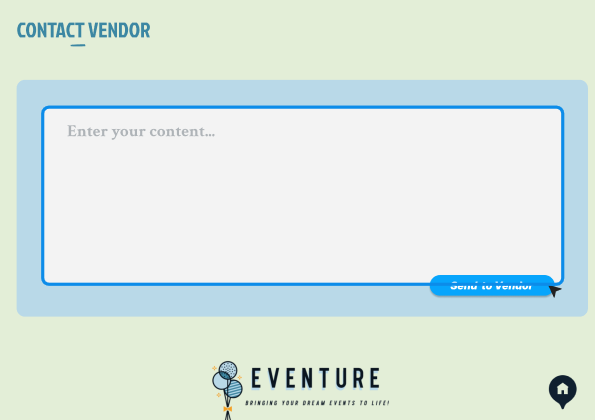 CONTACT VENDOR
Enter your content...
Send to Vendor
EVENTURE
BRINGING YOUR DREAM EVENTS TO LIFE!